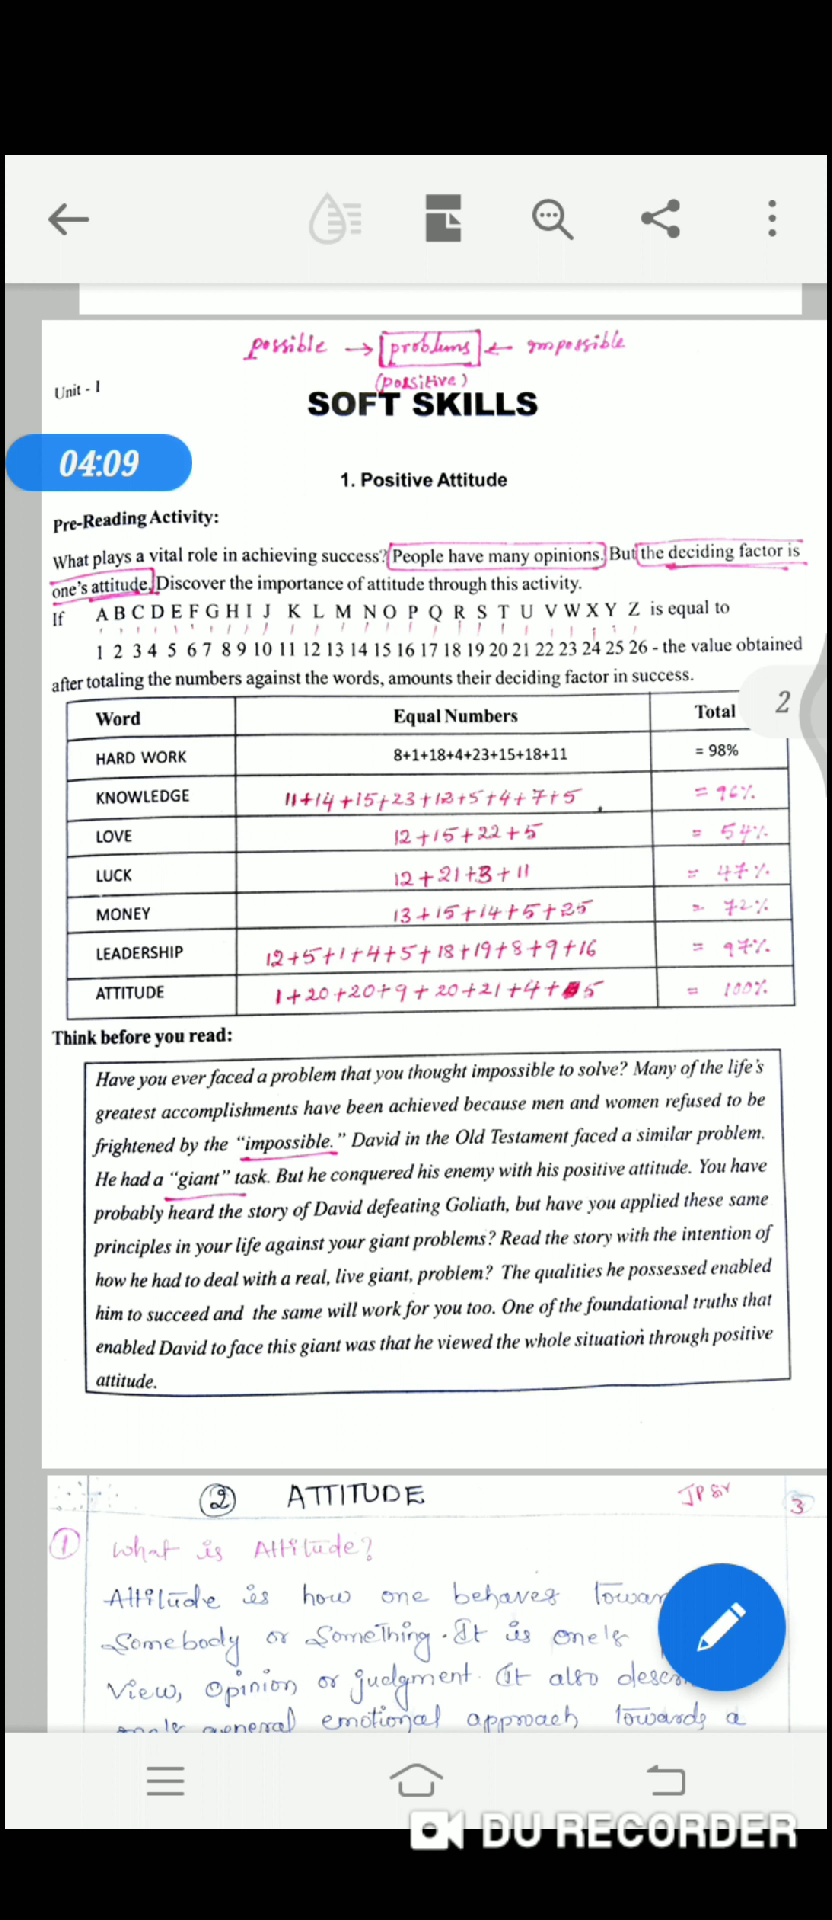 possible → problems ← impossible
(possitive)
Unit - I
SOFT SKILLS
04:09
1. Positive Attitude
Pre-Reading Activity:
What plays a vital role in achieving success? People have many opinions. But the deciding factor is
one's attitude. Discover the importance of attitude through this activity.
If A B C D E F G H I J K L M N O P Q R S T U V W X Y Z is equal to
1 2 3 4 5 6 7 8 9 10 11 12 13 14 15 16 17 18 19 20 21 22 23 24 25 26 - the value obtained
after totaling the numbers against the words, amounts their deciding factor in success.
2
Word Equal Numbers Total
HARD WORK 8+1+18+4+23+15+18+11 = 98%
KNOWLEDGE 11+14+15+23+12+5+4+7+5 = 96%
LOVE 12+15+22+5 = 54%
LUCK 12+21+3+11 = 47%
MONEY 13+15+14+5+25 = 72%
LEADERSHIP 12+5+1+4+5+18+19+8+9+16 = 97%
ATTITUDE 1+20+20+9+20+21+4+5 = 100%
Think before you read:
Have you ever faced a problem that you thought impossible to solve? Many of the life's
greatest accomplishments have been achieved because men and women refused to be
frightened by the "impossible." David in the Old Testament faced a similar problem.
He had a "giant" task. But he conquered his enemy with his positive attitude. You have
probably heard the story of David defeating Goliath, but have you applied these same
principles in your life against your giant problems? Read the story with the intention of
how he had to deal with a real, live giant, problem? The qualities he possessed enabled
him to succeed and the same will work for you too. One of the foundational truths that
enabled David to face this giant was that he viewed the whole situation through positive
attitude.
2 ATTITUDE 3
1 What is Attitude?
Attitude is how one behaves towar
Somebody or Something. It is one's
View, Opinion or judgment. It also descr
general emotional approach towards a
DU RECORDER